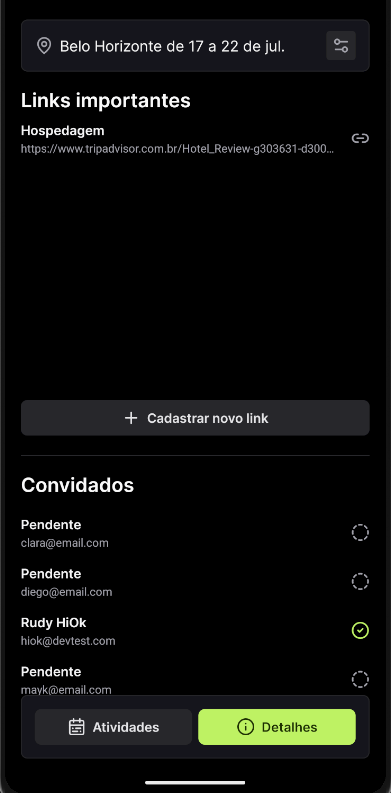 Belo Horizonte de 17 a 22 de jul.
Links importantes
Hospedagem
https://www.tripadvisor.com.br/Hotel_Review-g303631-d300...
Cadastrar novo link
Convidados
Pendente
clara@email.com
Pendente
diego@email.com
Rudy HiOk
hiok@devtest.com
Pendente
mayk@email.com
Atividades
Detalhes